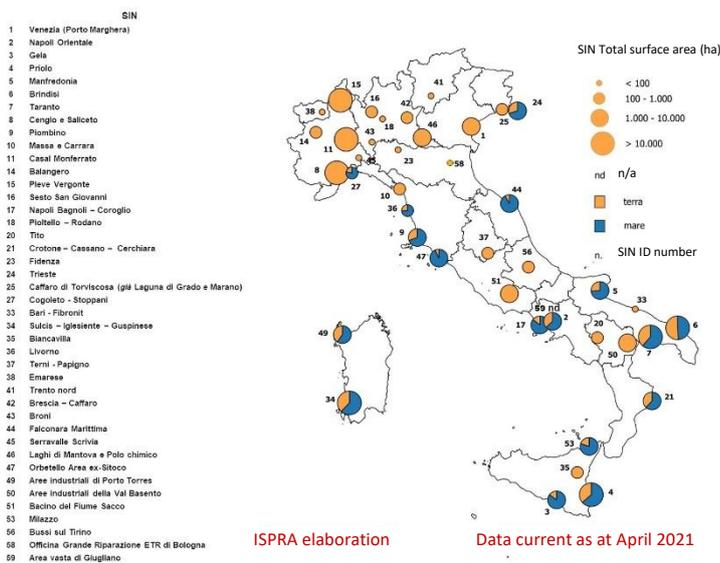 SIN
1 Venezia (Porto Marghera)
2 Napoli Orientale
3 Gela
4 Priolo
5 Manfredonia
6 Brindisi
7 Taranto
8 Cengio e Saliceto
9 Piombino
10 Massa e Carrara
11 Casal Monferrato
14 Balangero
15 Pieve Vergonte
16 Sesto San Giovanni
17 Napoli Bagnoli – Coroglio
18 Pioltello – Rodano
20 Tito
21 Crotone – Cassano – Cerchiara
23 Fidenza
24 Trieste
25 Caffaro di Torviscosa (già Laguna di Grado e Marano)
27 Cogoleto - Stoppani
33 Bari - Fibronit
34 Sulcis – Iglesiente – Guspinese
35 Biancavilla
36 Livorno
37 Terni - Papigno
38 Emarese
41 Trento nord
42 Brescia – Caffaro
43 Broni
44 Falconara Marittima
45 Serravalle Scrivia
46 Laghi di Mantova e Polo chimico
47 Orbetello Area ex-Sitoco
49 Aree industriali di Porto Torres
50 Aree industriali della Val Basento
51 Bacino del Fiume Sacco
53 Milazzo
56 Bussi sul Tirino
58 Officina Grande Riparazione ETR di Bologna
59 Area vasta di Giugliano
SIN Total surface area (ha)
< 100
100 - 1.000
1.000 - 10.000
> 10.000
nd n/a
terra
mare
n. SIN ID number
41
15
38
16
42
24
18
25
14
43
46
1
11
23
45
58
8
27
10
44
36
9
37
47
56
51
5
33
59 nd
17
2
6
49
20
50
7
34
21
53
35
4
3
ISPRA elaboration
Data current as at April 2021